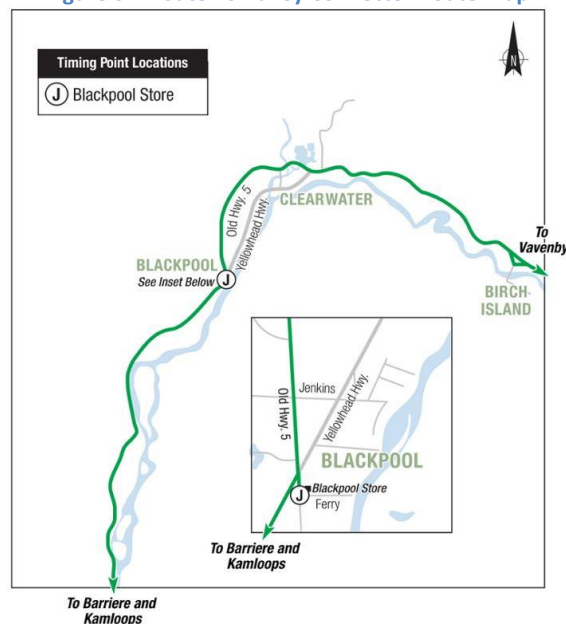 N
Timing Point Locations
J Blackpool Store
Old Hwy. 5
Yellowhead Hwy.
CLEARWATER
To
Vavenby
BLACKPOOL
See Inset Below
J
BIRCH
ISLAND
Jenkins
Old Hwy. 5
Yellowhead Hwy.
BLACKPOOL
Blackpool Store
J
Ferry
To Barriere and
Kamloops
To Barriere and
Kamloops